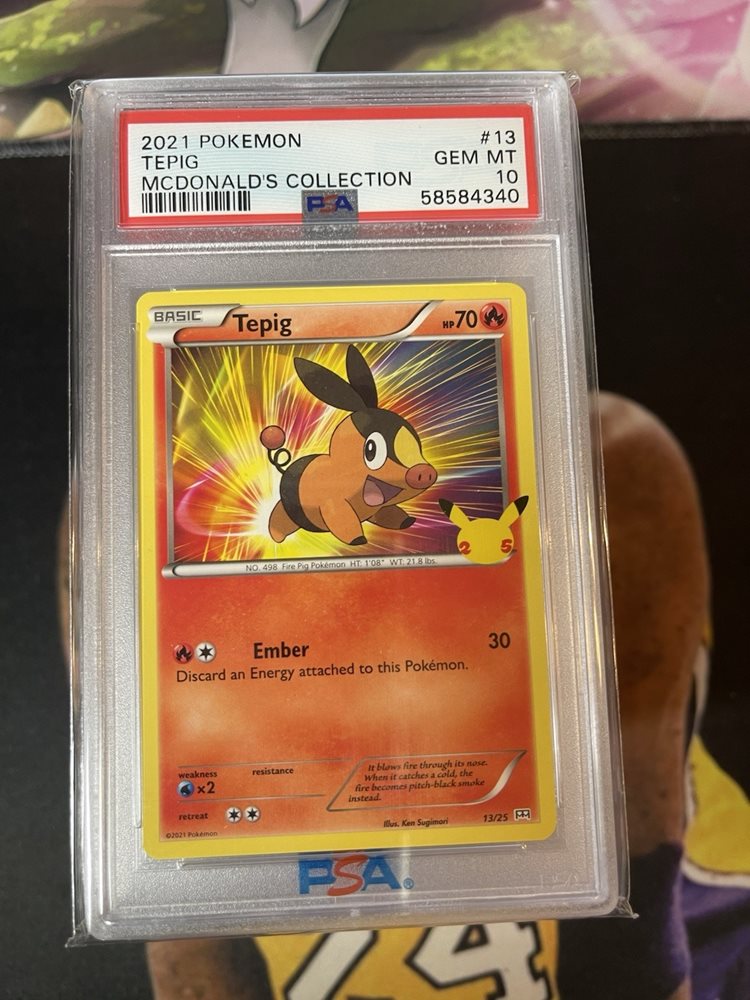 2021 POKEMON #13
TEPIG GEM MT
MCDONALD'S COLLECTION 10
PSA 58584340
BASIC Tepig HP70
25
NO. 498 Fire Pig Pokémon HT: 1'08" WT: 21.8 lbs.
Ember 30
Discard an Energy attached to this Pokémon.
weakness resistance
×2
It blows fire through its nose.
When it catches a cold, the
fire becomes pitch-black smoke
instead.
retreat
Illus. Ken Sugimori 13/25
©2021 Pokémon
PSA®
24